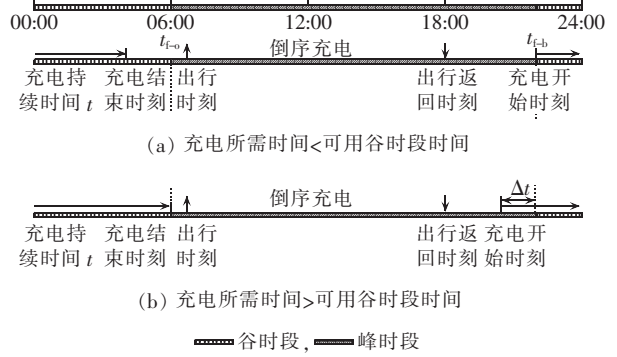 00:00 06:00 12:00 18:00 24:00
t_f-o 倒序充电 t_f-b
充电持 充电结 出行 出行返 充电开
续时间 t 束时刻 时刻 回时刻 始时刻
(a) 充电所需时间<可用谷时段时间
倒序充电 Δt
充电持 充电结 出行 出行返 充电开
续时间 t 束时刻 时刻 回时刻 始时刻
(b) 充电所需时间>可用谷时段时间
谷时段, 峰时段